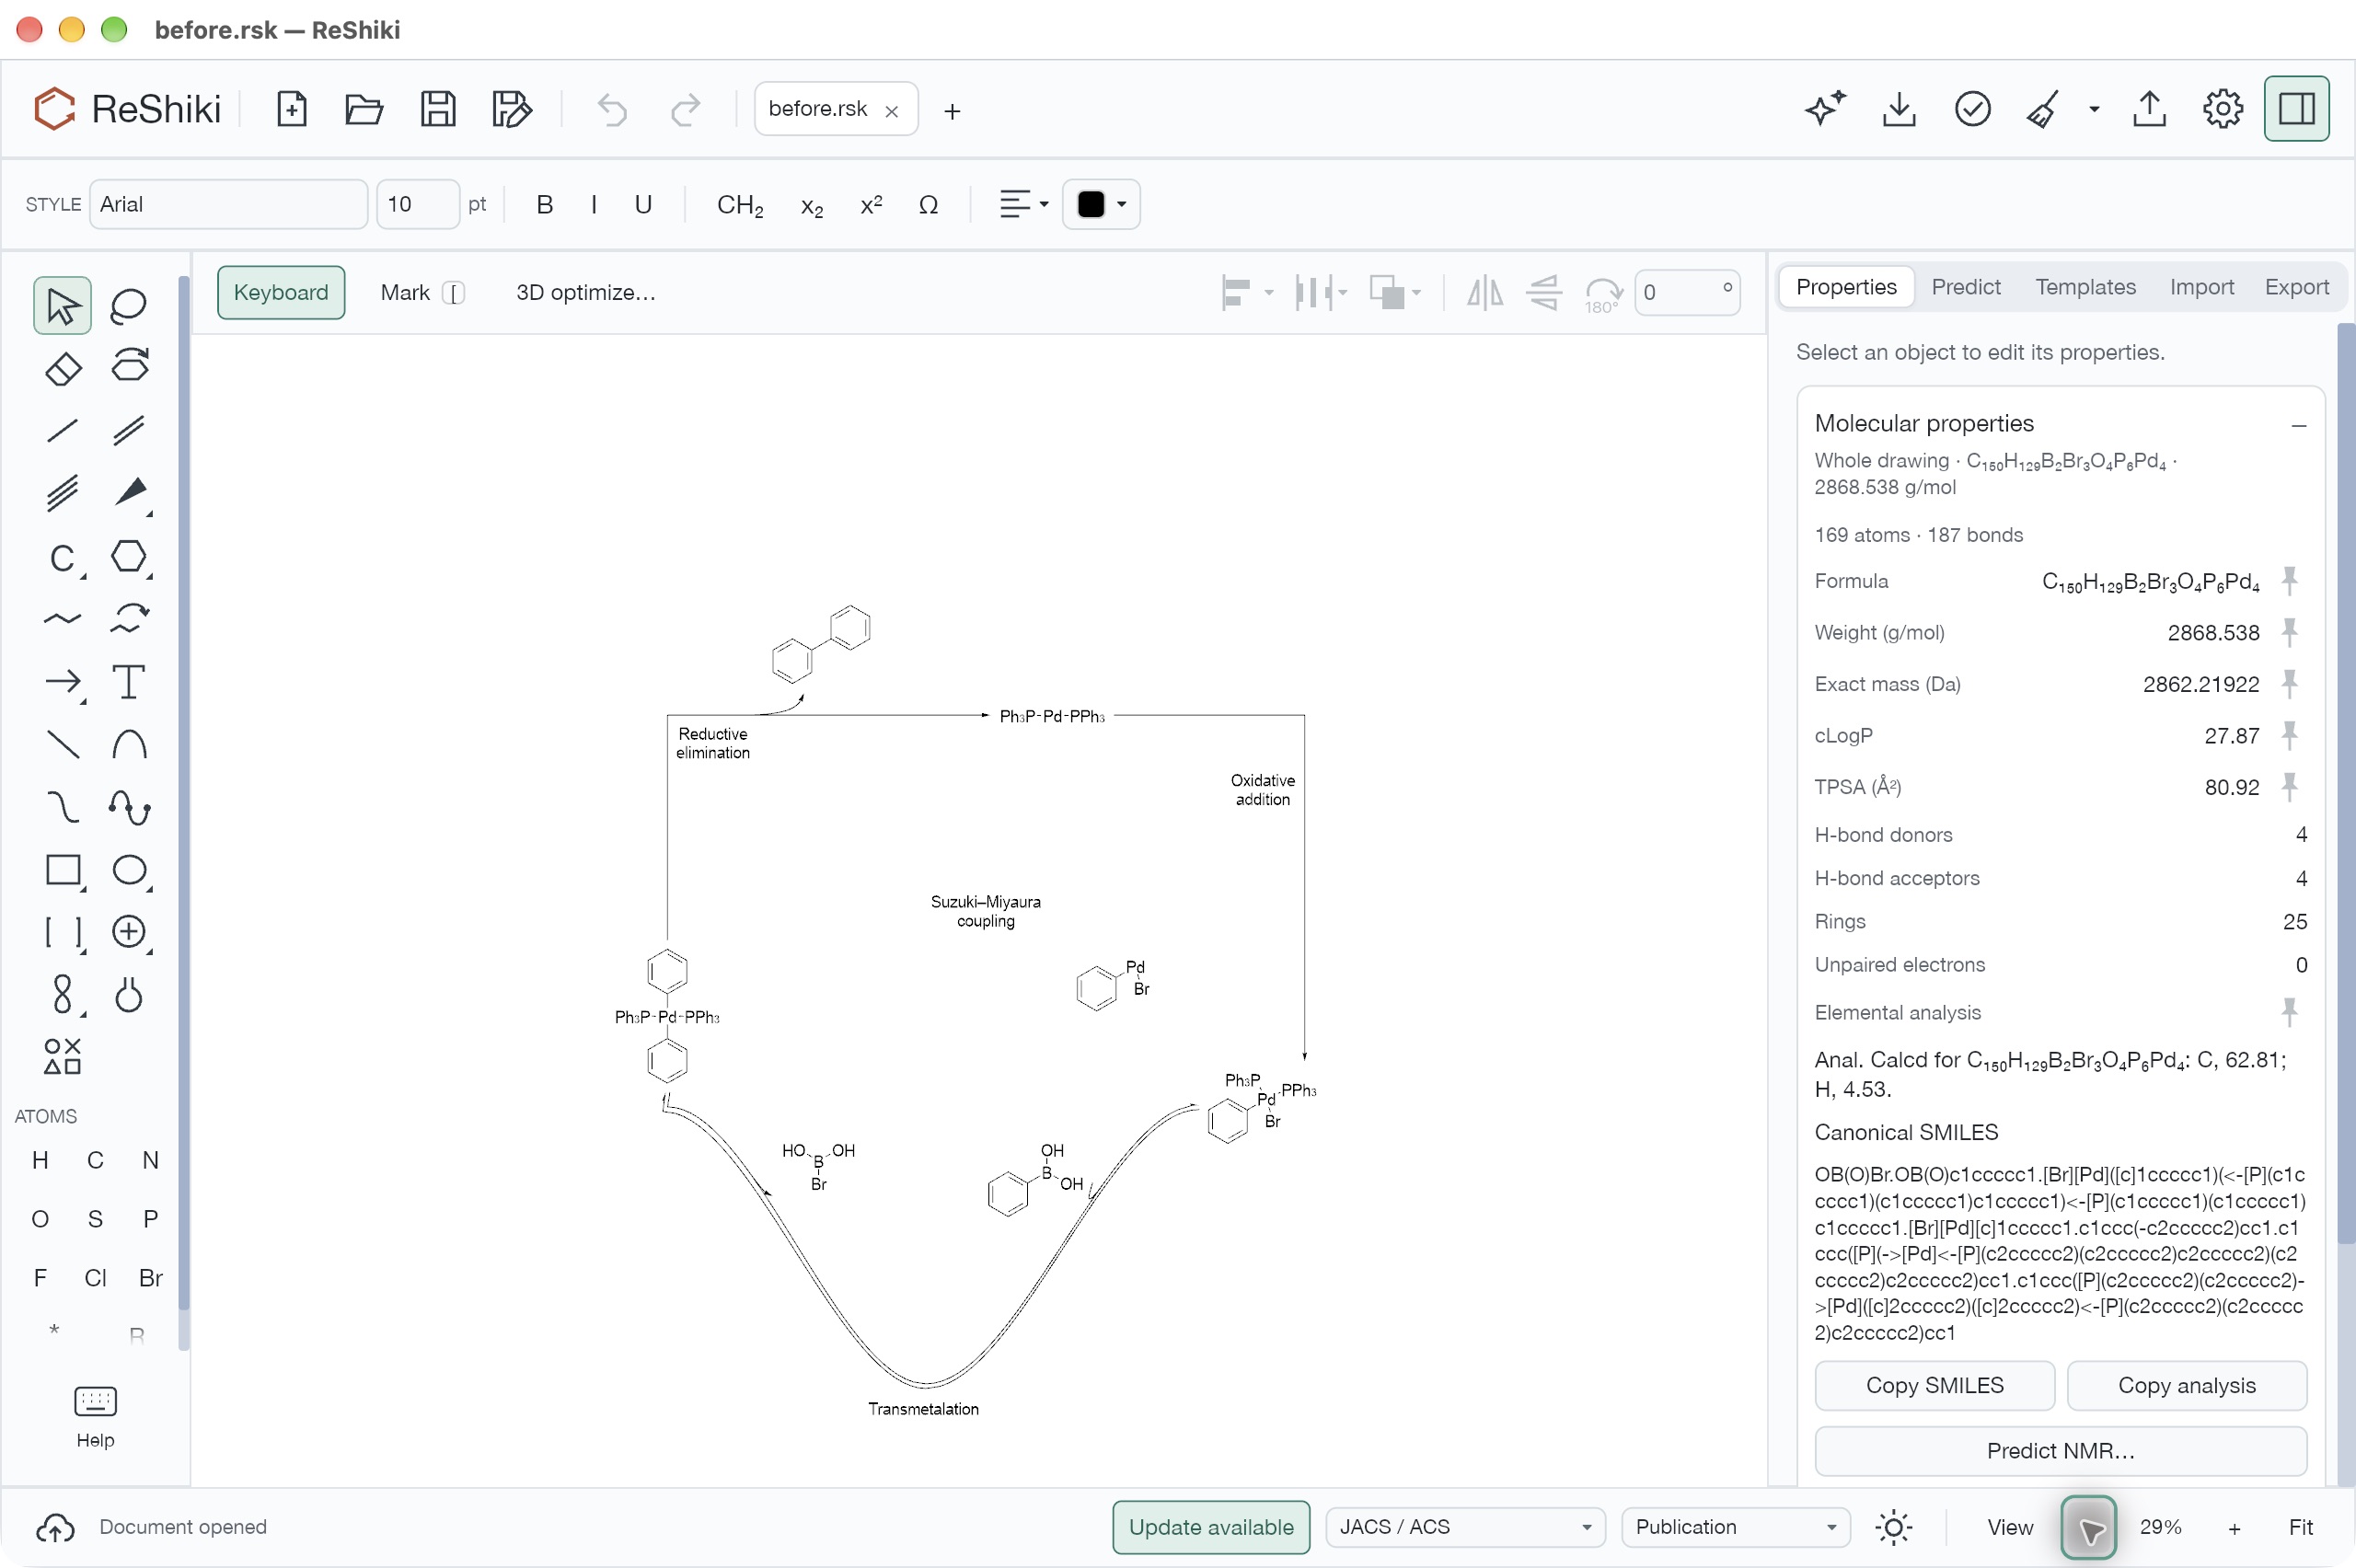 before.rsk — ReShiki
ReShiki
before.rsk ×
+
STYLE
Arial
10
pt
B
I
U
CH₂
x₂
x²
Ω
Keyboard
Mark [
3D optimize…
180°
0 °
Properties
Predict
Templates
Import
Export
C
T
[ ]
ATOMS
H C N
O S P
F Cl Br
* R
Help
Reductive
elimination
Ph₃P-Pd-PPh₃
Oxidative
addition
Suzuki–Miyaura
coupling
Pd
Br
Ph₃P-Pd-PPh₃
Ph₃P
PPh₃
Pd
Br
HO OH
B
Br
OH
B
OH
Transmetalation
Select an object to edit its properties.
Molecular properties –
Whole drawing · C₁₅₀H₁₂₉B₂Br₃O₄P₆Pd₄ ·
2868.538 g/mol
169 atoms · 187 bonds
Formula C₁₅₀H₁₂₉B₂Br₃O₄P₆Pd₄
Weight (g/mol) 2868.538
Exact mass (Da) 2862.21922
cLogP 27.87
TPSA (Å²) 80.92
H-bond donors 4
H-bond acceptors 4
Rings 25
Unpaired electrons 0
Elemental analysis
Anal. Calcd for C₁₅₀H₁₂₉B₂Br₃O₄P₆Pd₄: C, 62.81;
H, 4.53.
Canonical SMILES
OB(O)Br.OB(O)c1ccccc1.[Br][Pd]([c]1ccccc1)(<-[P](c1c
cccc1)(c1ccccc1)c1ccccc1)<-[P](c1ccccc1)(c1ccccc1)
c1ccccc1.[Br][Pd][c]1ccccc1.c1ccc(-c2ccccc2)cc1.c1
ccc([P](->[Pd]<-[P](c2ccccc2)(c2ccccc2)c2ccccc2)(c2
ccccc2)c2ccccc2)cc1.c1ccc([P](c2ccccc2)(c2ccccc2)-
>[Pd]([c]2ccccc2)([c]2ccccc2)<-[P](c2ccccc2)(c2ccccc
2)c2ccccc2)cc1
Copy SMILES
Copy analysis
Predict NMR…
Document opened
Update available
JACS / ACS
Publication
View
29%
+
Fit